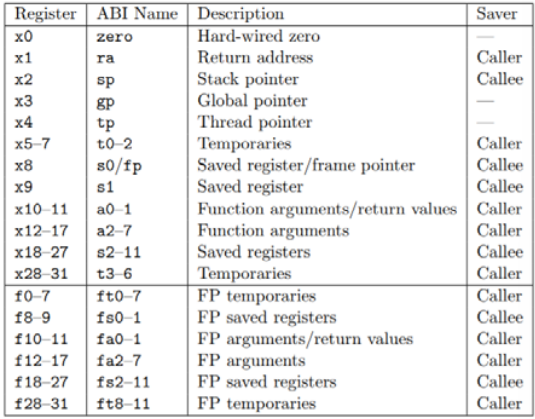 Register ABI Name Description Saver
x0 zero Hard-wired zero —
x1 ra Return address Caller
x2 sp Stack pointer Callee
x3 gp Global pointer —
x4 tp Thread pointer —
x5–7 t0–2 Temporaries Caller
x8 s0/fp Saved register/frame pointer Callee
x9 s1 Saved register Callee
x10–11 a0–1 Function arguments/return values Caller
x12–17 a2–7 Function arguments Caller
x18–27 s2–11 Saved registers Callee
x28–31 t3–6 Temporaries Caller
f0–7 ft0–7 FP temporaries Caller
f8–9 fs0–1 FP saved registers Callee
f10–11 fa0–1 FP arguments/return values Caller
f12–17 fa2–7 FP arguments Caller
f18–27 fs2–11 FP saved registers Callee
f28–31 ft8–11 FP temporaries Caller